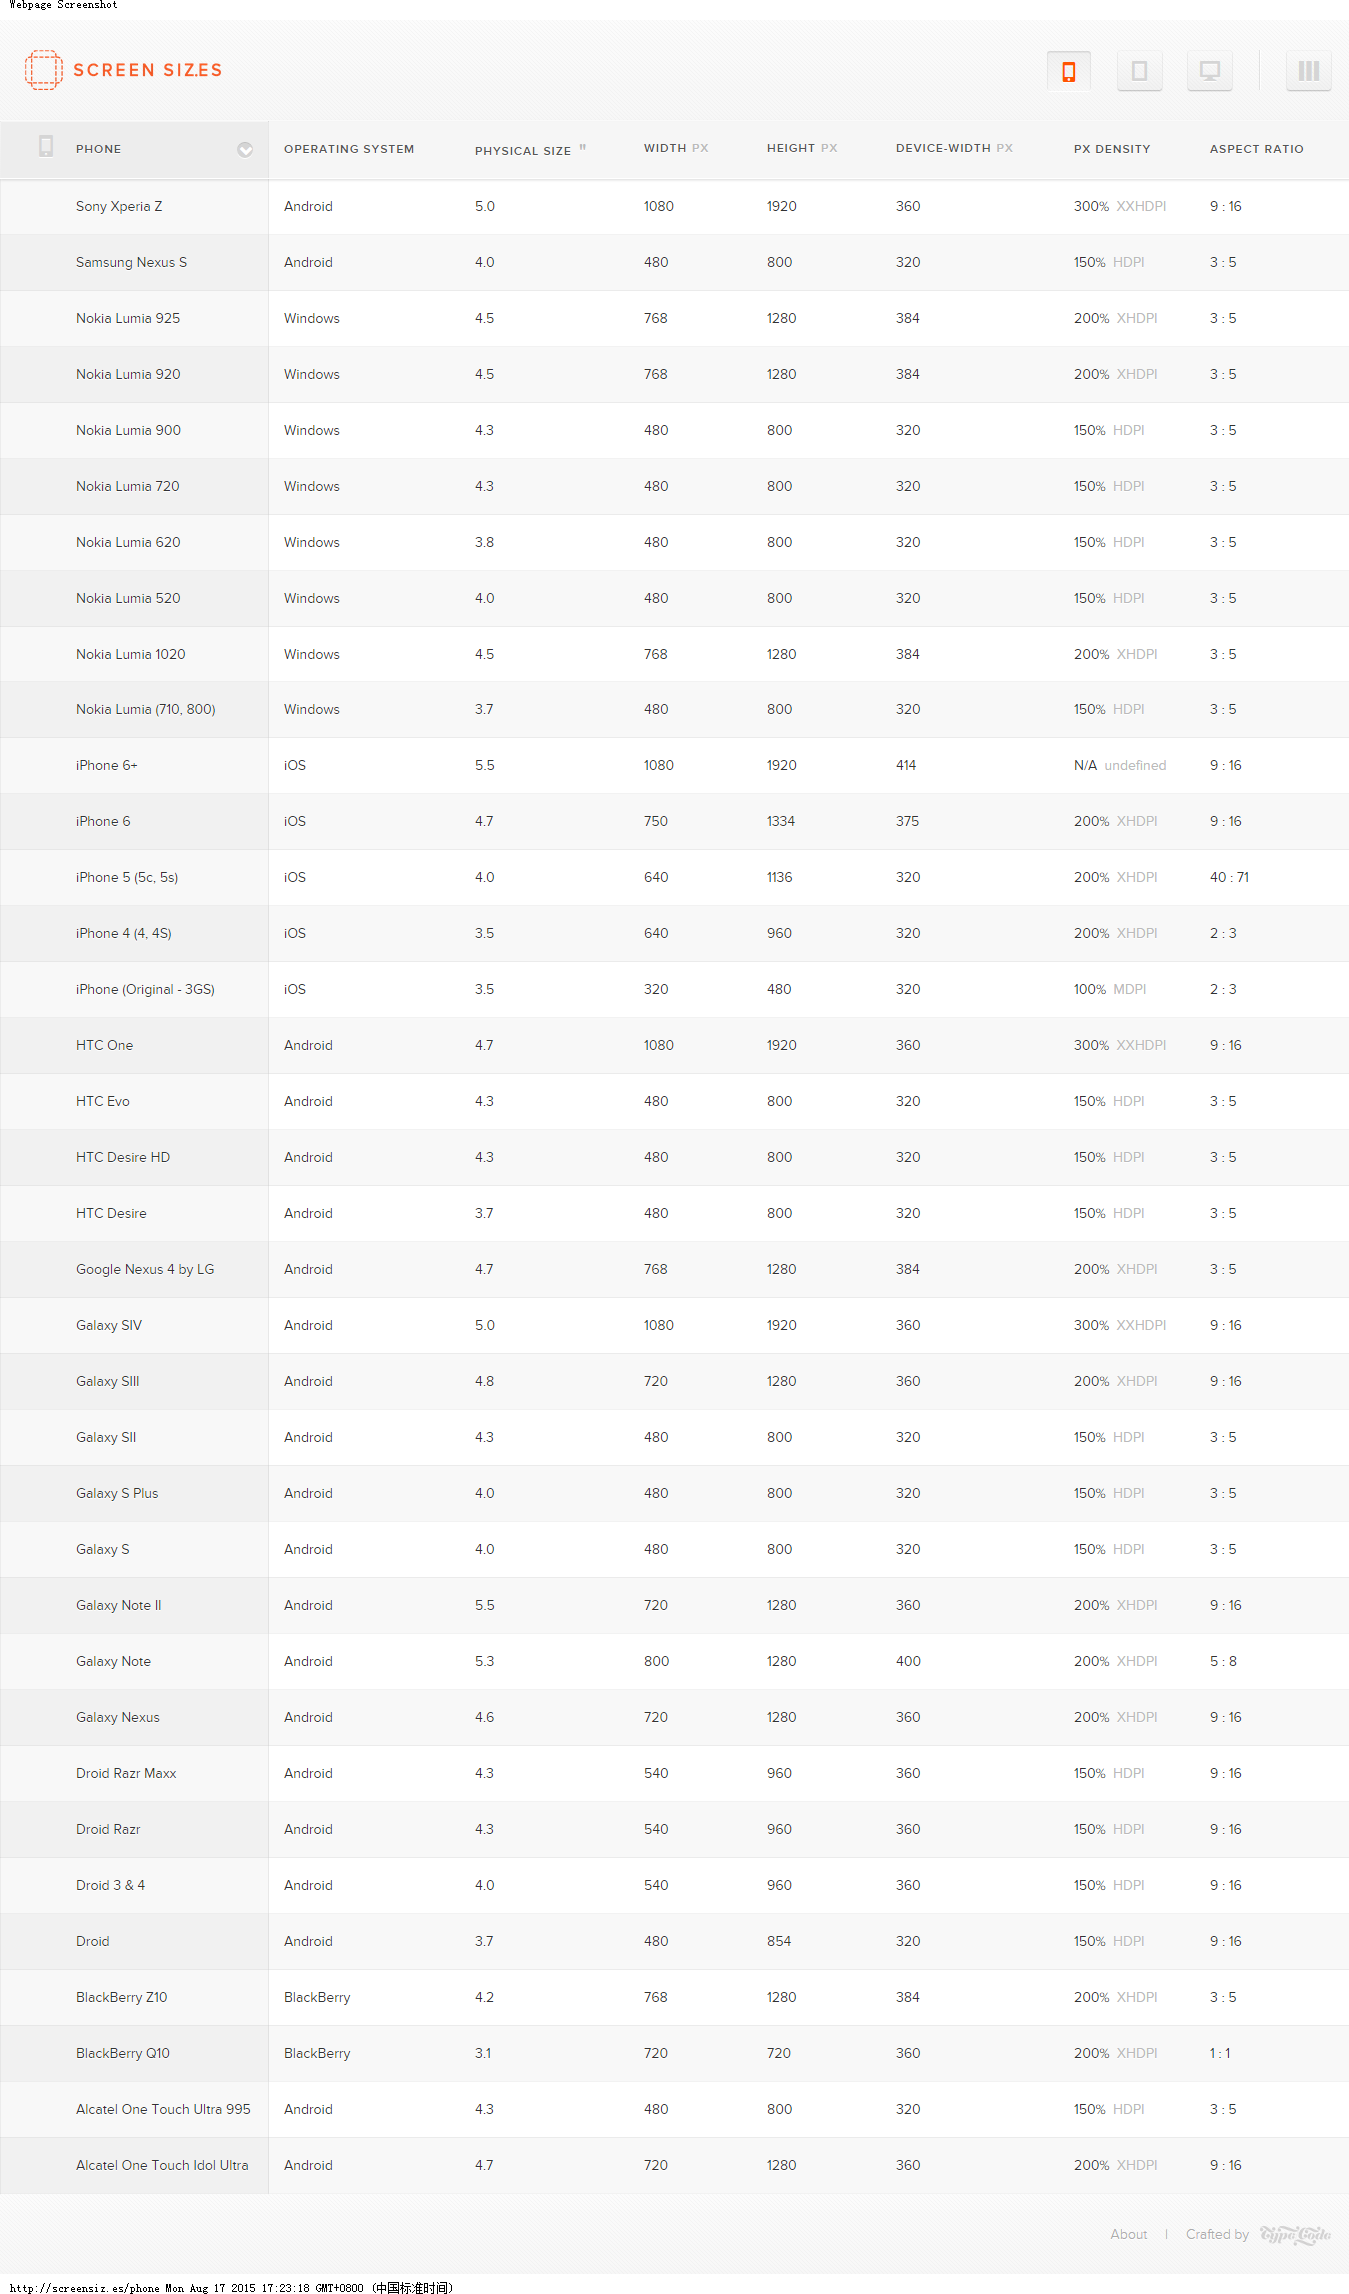 Webpage Screenshot
SCREEN SIZ.ES
PHONE OPERATING SYSTEM PHYSICAL SIZE " WIDTH PX HEIGHT PX DEVICE-WIDTH PX PX DENSITY ASPECT RATIO
Sony Xperia Z Android 5.0 1080 1920 360 300% XXHDPI 9 : 16
Samsung Nexus S Android 4.0 480 800 320 150% HDPI 3 : 5
Nokia Lumia 925 Windows 4.5 768 1280 384 200% XHDPI 3 : 5
Nokia Lumia 920 Windows 4.5 768 1280 384 200% XHDPI 3 : 5
Nokia Lumia 900 Windows 4.3 480 800 320 150% HDPI 3 : 5
Nokia Lumia 720 Windows 4.3 480 800 320 150% HDPI 3 : 5
Nokia Lumia 620 Windows 3.8 480 800 320 150% HDPI 3 : 5
Nokia Lumia 520 Windows 4.0 480 800 320 150% HDPI 3 : 5
Nokia Lumia 1020 Windows 4.5 768 1280 384 200% XHDPI 3 : 5
Nokia Lumia (710, 800) Windows 3.7 480 800 320 150% HDPI 3 : 5
iPhone 6+ iOS 5.5 1080 1920 414 N/A undefined 9 : 16
iPhone 6 iOS 4.7 750 1334 375 200% XHDPI 9 : 16
iPhone 5 (5c, 5s) iOS 4.0 640 1136 320 200% XHDPI 40 : 71
iPhone 4 (4, 4S) iOS 3.5 640 960 320 200% XHDPI 2 : 3
iPhone (Original - 3GS) iOS 3.5 320 480 320 100% MDPI 2 : 3
HTC One Android 4.7 1080 1920 360 300% XXHDPI 9 : 16
HTC Evo Android 4.3 480 800 320 150% HDPI 3 : 5
HTC Desire HD Android 4.3 480 800 320 150% HDPI 3 : 5
HTC Desire Android 3.7 480 800 320 150% HDPI 3 : 5
Google Nexus 4 by LG Android 4.7 768 1280 384 200% XHDPI 3 : 5
Galaxy SIV Android 5.0 1080 1920 360 300% XXHDPI 9 : 16
Galaxy SIII Android 4.8 720 1280 360 200% XHDPI 9 : 16
Galaxy SII Android 4.3 480 800 320 150% HDPI 3 : 5
Galaxy S Plus Android 4.0 480 800 320 150% HDPI 3 : 5
Galaxy S Android 4.0 480 800 320 150% HDPI 3 : 5
Galaxy Note II Android 5.5 720 1280 360 200% XHDPI 9 : 16
Galaxy Note Android 5.3 800 1280 400 200% XHDPI 5 : 8
Galaxy Nexus Android 4.6 720 1280 360 200% XHDPI 9 : 16
Droid Razr Maxx Android 4.3 540 960 360 150% HDPI 9 : 16
Droid Razr Android 4.3 540 960 360 150% HDPI 9 : 16
Droid 3 & 4 Android 4.0 540 960 360 150% HDPI 9 : 16
Droid Android 3.7 480 854 320 150% HDPI 9 : 16
BlackBerry Z10 BlackBerry 4.2 768 1280 384 200% XHDPI 3 : 5
BlackBerry Q10 BlackBerry 3.1 720 720 360 200% XHDPI 1 : 1
Alcatel One Touch Ultra 995 Android 4.3 480 800 320 150% HDPI 3 : 5
Alcatel One Touch Idol Ultra Android 4.7 720 1280 360 200% XHDPI 9 : 16
About | Crafted by TypeCode
http://screensiz.es/phone Mon Aug 17 2015 17:23:18 GMT+0800 (中国标准时间)